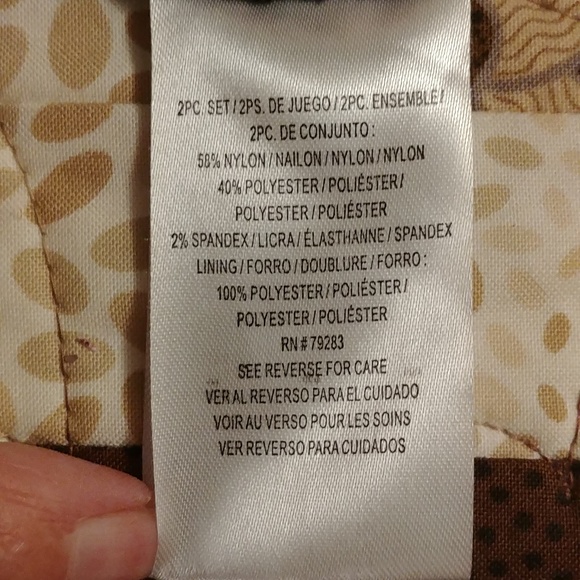 2PC. SET / 2PS. DE JUEGO / 2PC. ENSEMBLE /
2PC. DE CONJUNTO :
58% NYLON / NAILON / NYLON / NYLON
40% POLYESTER / POLIÉSTER /
POLYESTER / POLIÉSTER
2% SPANDEX / LICRA / ÉLASTHANNE / SPANDEX
LINING / FORRO / DOUBLURE / FORRO :
100% POLYESTER / POLIÉSTER /
POLYESTER / POLIÉSTER
RN # 79283
SEE REVERSE FOR CARE
VER AL REVERSO PARA EL CUIDADO
VOIR AU VERSO POUR LES SOINS
VER REVERSO PARA CUIDADOS